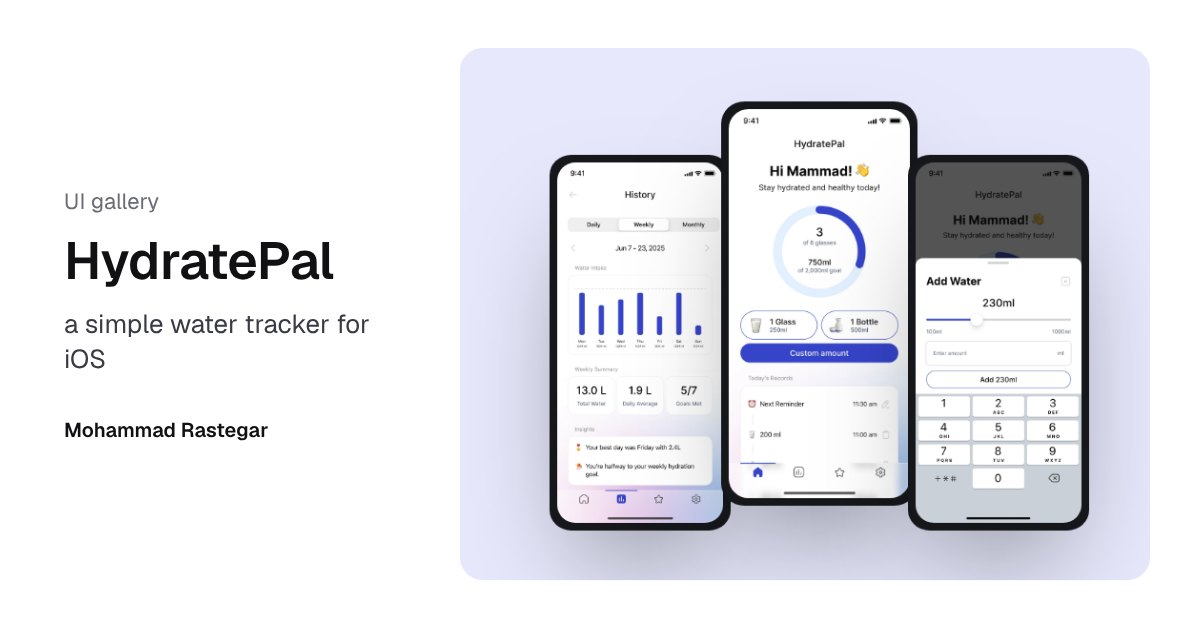 UI gallery
HydratePal
a simple water tracker for
iOS
Mohammad Rastegar
9:41
History
Daily Weekly Monthly
Jun 7 - 23, 2025
Water Intake
Mon Tue Wed Thu Fri Sat Sun
Weekly Summary
13.0 L 1.9 L 5/7
Total Water Daily Average Goals Met
Insights
Your best day was Friday with 2.4L
You're halfway to your weekly hydration
goal.
9:41
HydratePal
Hi Mammad! 👋
Stay hydrated and healthy today!
3
of 8 glasses
750ml
of 2,000ml goal
1 Glass
250ml
1 Bottle
500ml
Custom amount
Today's Records
Next Reminder 11:30 am
200 ml 11:00 am
9:41
HydratePal
Hi Mammad! 👋
Stay hydrated and healthy today!
Add Water
230ml
100ml 1000ml
Enter amount ml
Add 230ml
1 2 3
ABC DEF
4 5 6
GHI JKL MNO
7 8 9
PQRS TUV WXYZ
+*# 0